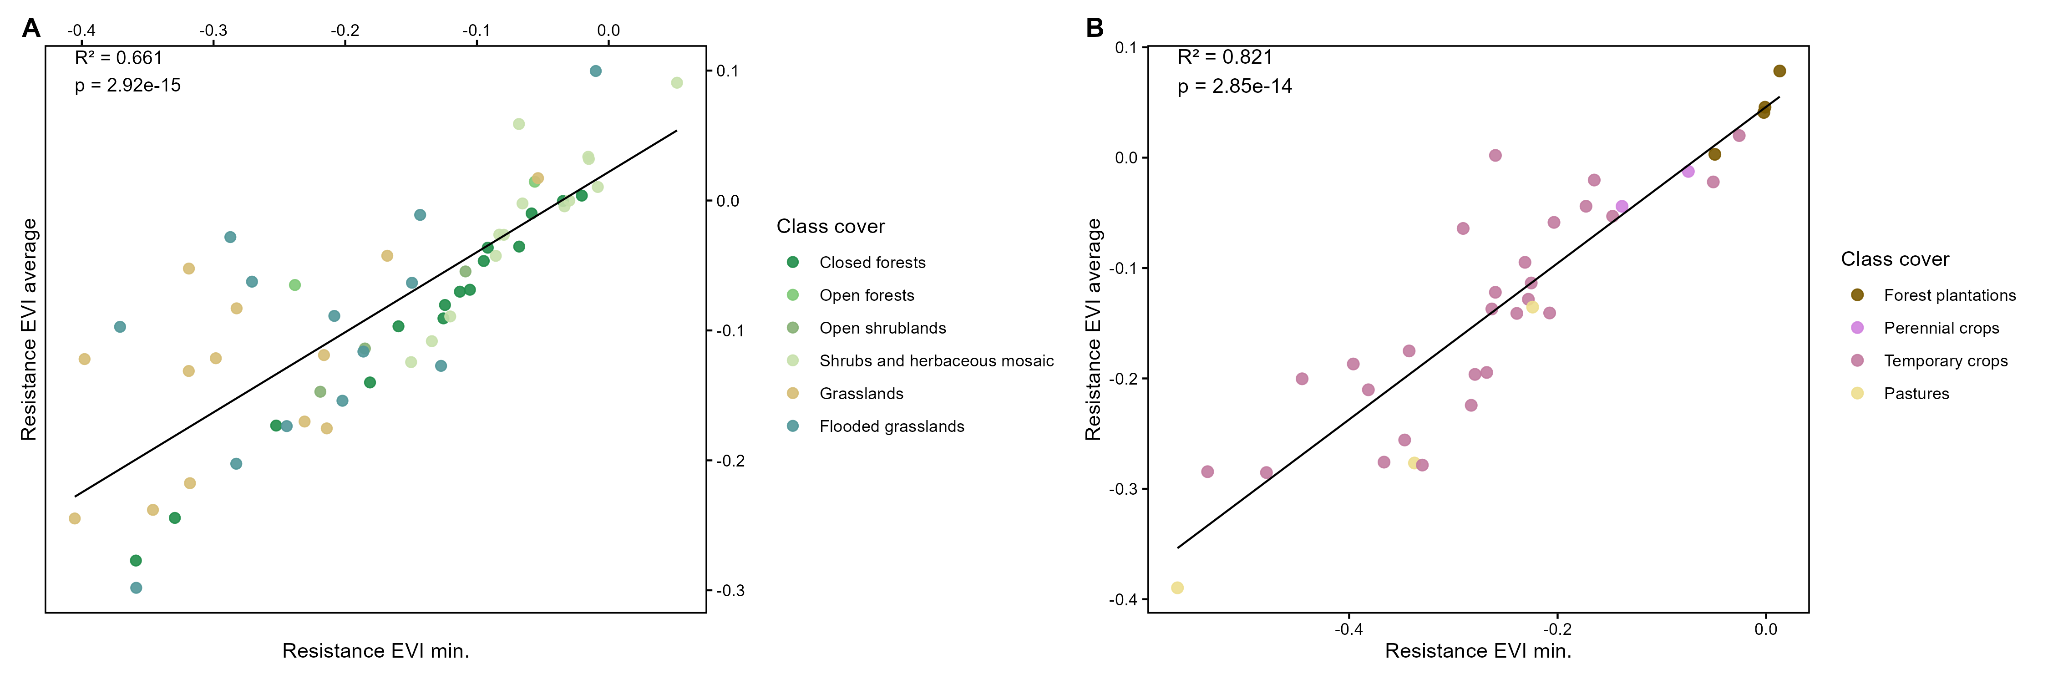 A
-0.4 -0.3 -0.2 -0.1 0.0
R² = 0.661
p = 2.92e-15
0.1
0.0
-0.1
-0.2
-0.3
Resistance EVI average
Resistance EVI min.
Class cover
Closed forests
Open forests
Open shrublands
Shrubs and herbaceous mosaic
Grasslands
Flooded grasslands
B
R² = 0.821
p = 2.85e-14
0.1
0.0
-0.1
-0.2
-0.3
-0.4
Resistance EVI average
-0.4 -0.2 0.0
Resistance EVI min.
Class cover
Forest plantations
Perennial crops
Temporary crops
Pastures